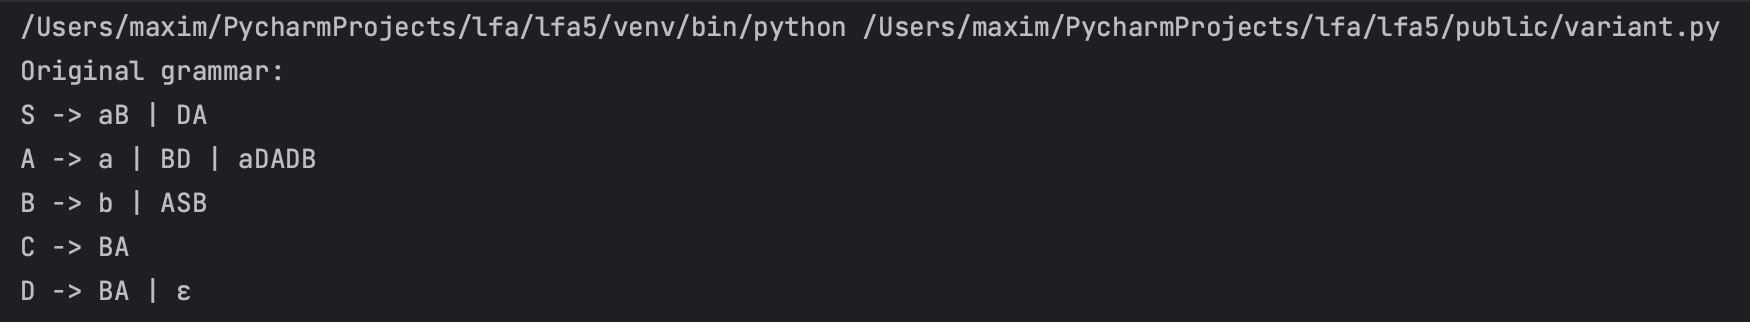 /Users/maxim/PycharmProjects/lfa/lfa5/venv/bin/python /Users/maxim/PycharmProjects/lfa/lfa5/public/variant.py
Original grammar:
S -> aB | DA
A -> a | BD | aDADB
B -> b | ASB
C -> BA
D -> BA | ε